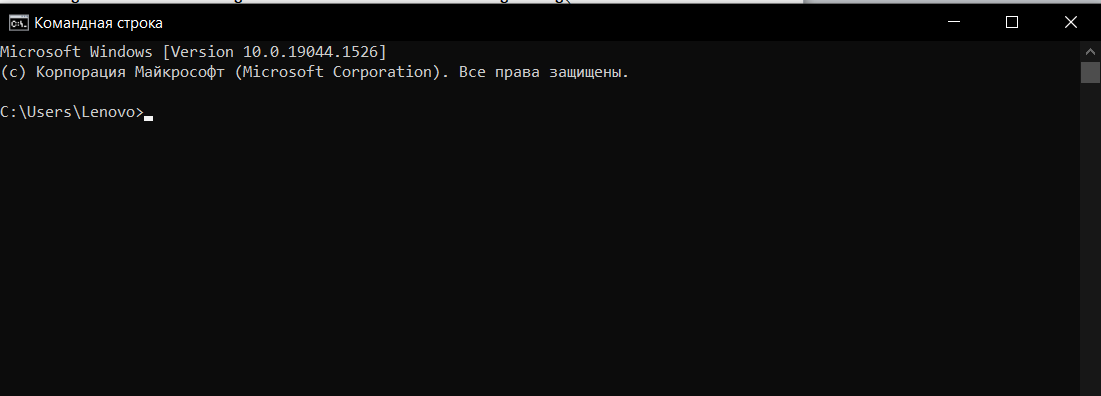 Командная строка
Microsoft Windows [Version 10.0.19044.1526]
(c) Корпорация Майкрософт (Microsoft Corporation). Все права защищены.
C:\Users\Lenovo>